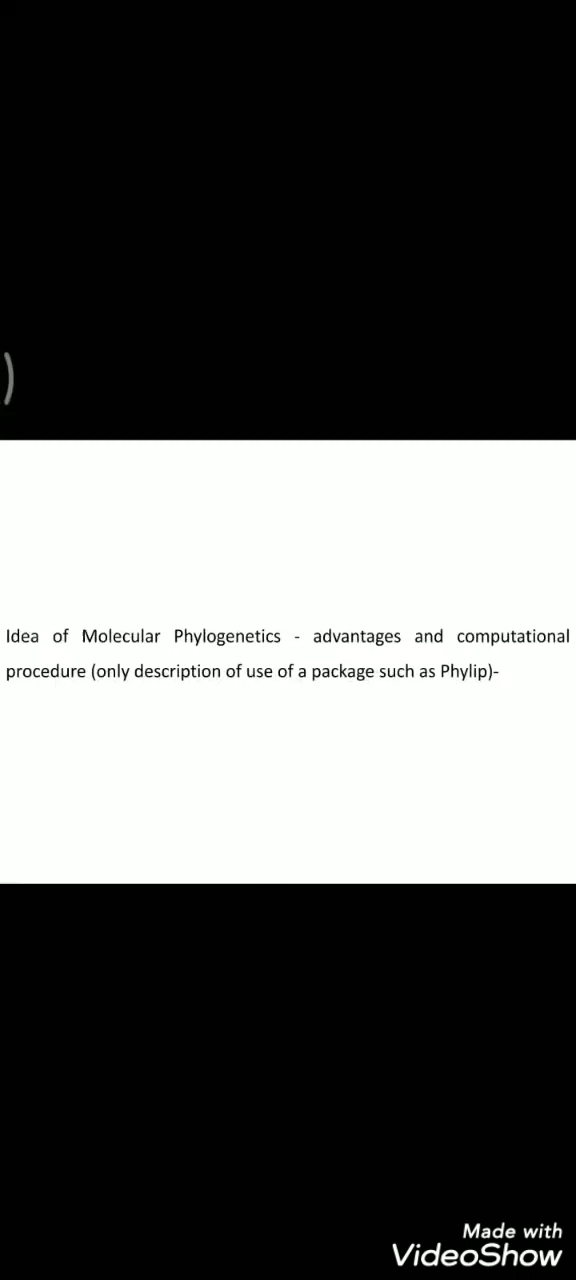 )
Idea of Molecular Phylogenetics - advantages and computational
procedure (only description of use of a package such as Phylip)-
Made with
VideoShow